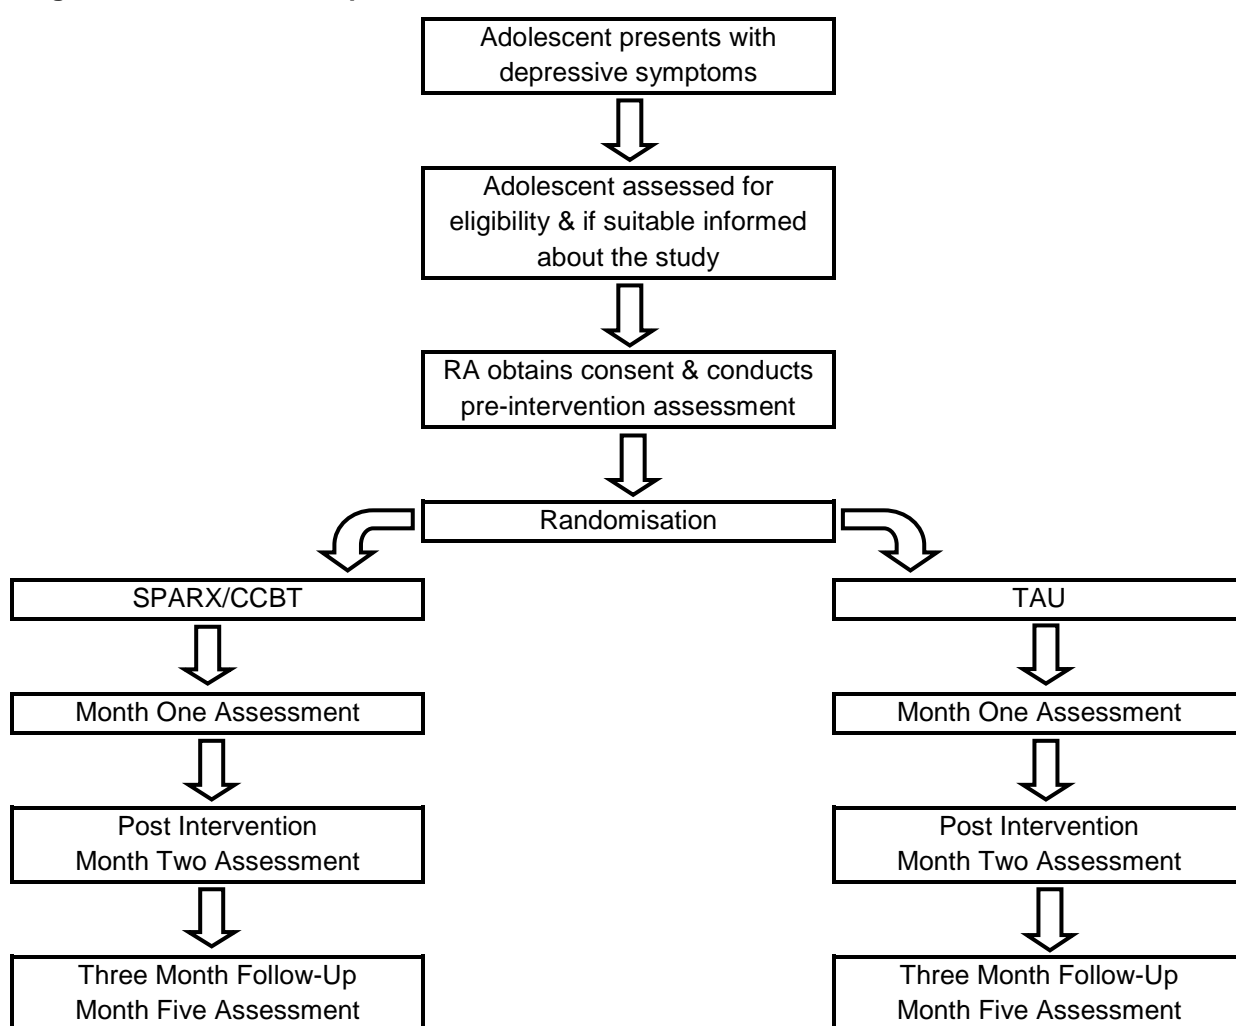 Adolescent presents with
depressive symptoms
Adolescent assessed for
eligibility & if suitable informed
about the study
RA obtains consent & conducts
pre-intervention assessment
Randomisation
SPARX/CCBT
TAU
Month One Assessment
Month One Assessment
Post Intervention
Month Two Assessment
Post Intervention
Month Two Assessment
Three Month Follow-Up
Month Five Assessment
Three Month Follow-Up
Month Five Assessment